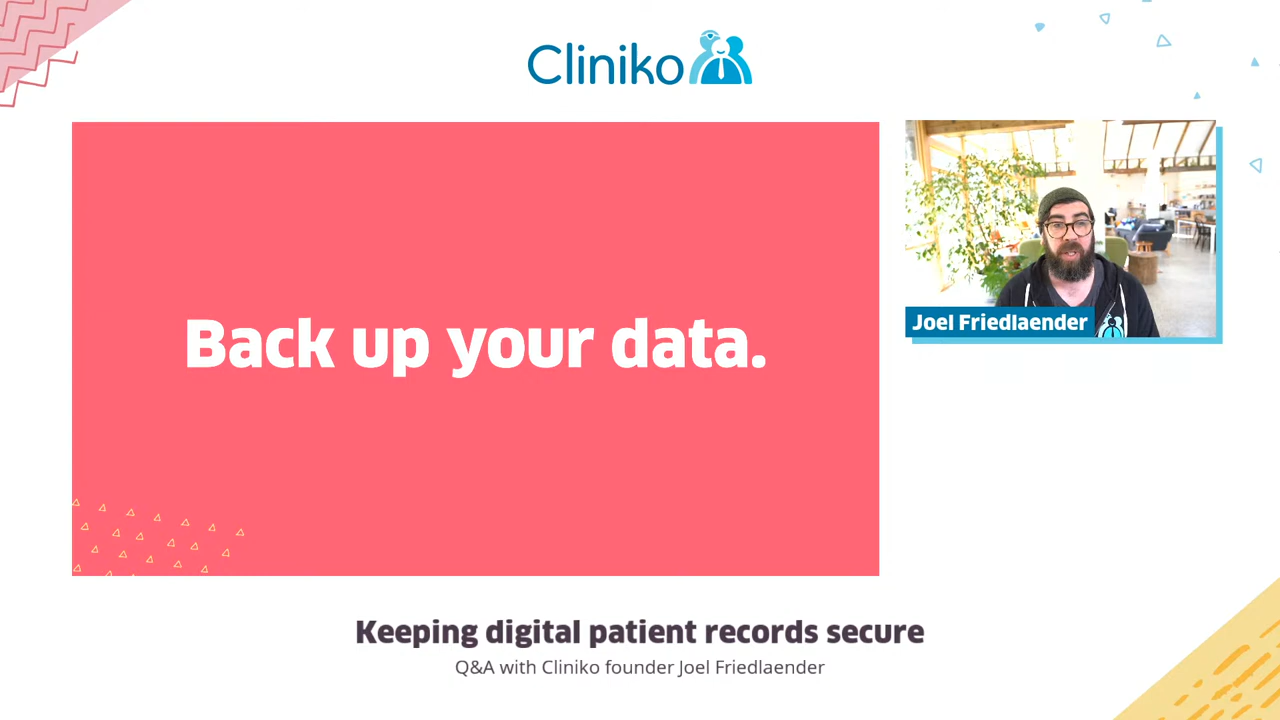 Cliniko
Back up your data.
Joel Friedlaender
Keeping digital patient records secure
Q&A with Cliniko founder Joel Friedlaender